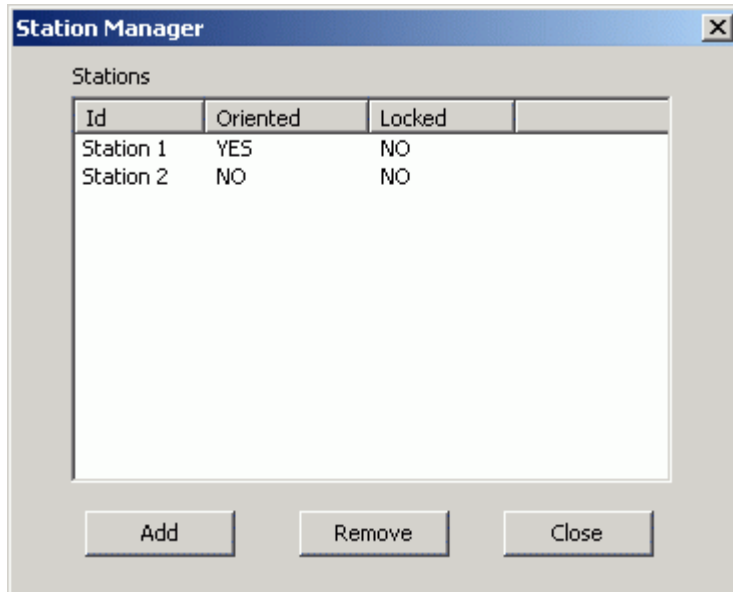 Station Manager
Stations
Id Oriented Locked
Station 1 YES NO
Station 2 NO NO
Add Remove Close